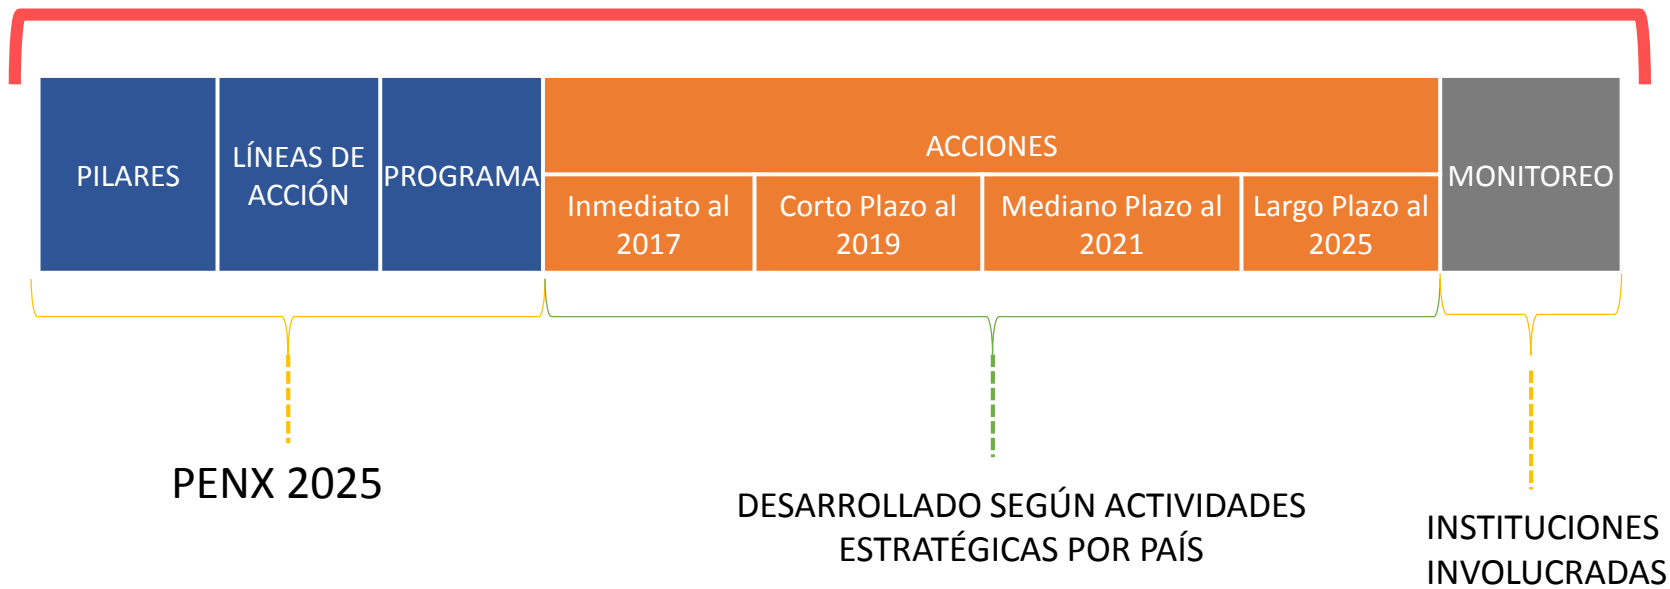 PILARES
LÍNEAS DE
ACCIÓN
PROGRAMA
ACCIONES
Inmediato al
2017
Corto Plazo al
2019
Mediano Plazo al
2021
Largo Plazo al
2025
MONITOREO
PENX 2025
DESARROLLADO SEGÚN ACTIVIDADES
ESTRATÉGICAS POR PAÍS
INSTITUCIONES
INVOLUCRADAS